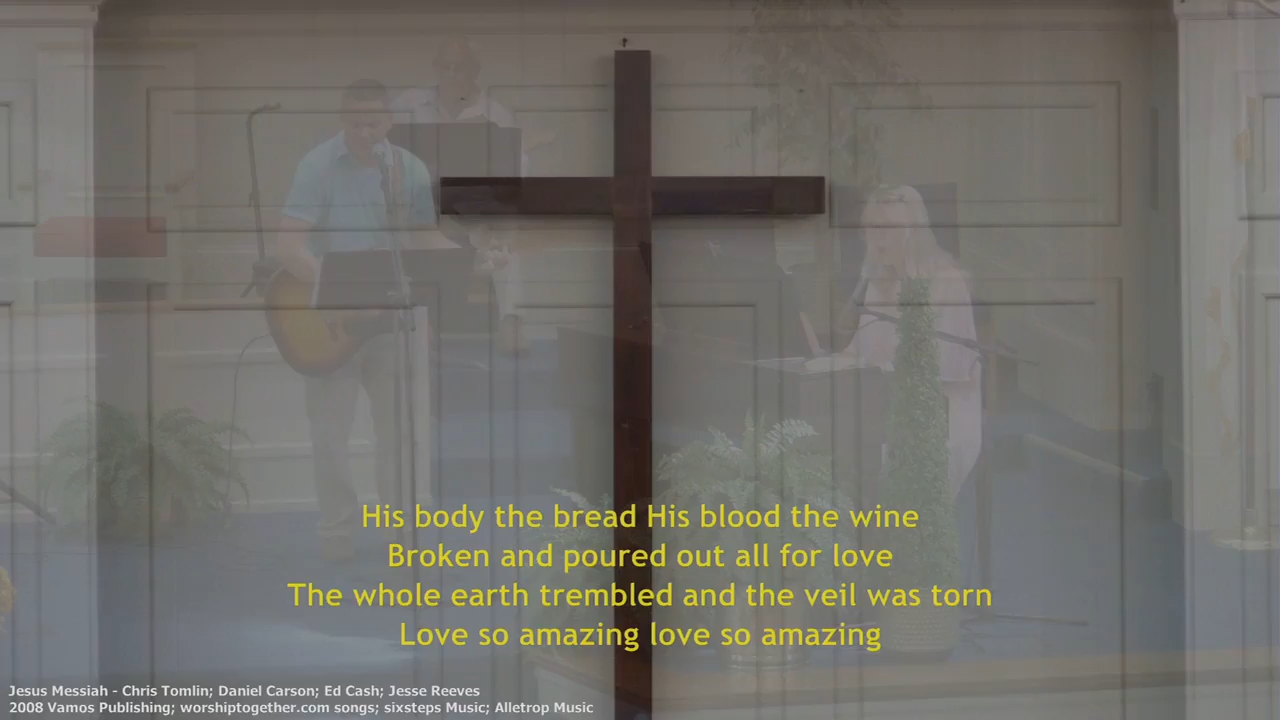 His body the bread His blood the wine
Broken and poured out all for love
The whole earth trembled and the veil was torn
Love so amazing love so amazing
Jesus Messiah - Chris Tomlin; Daniel Carson; Ed Cash; Jesse Reeves
2008 Vamos Publishing; worshiptogether.com songs; sixsteps Music; Alletrop Music